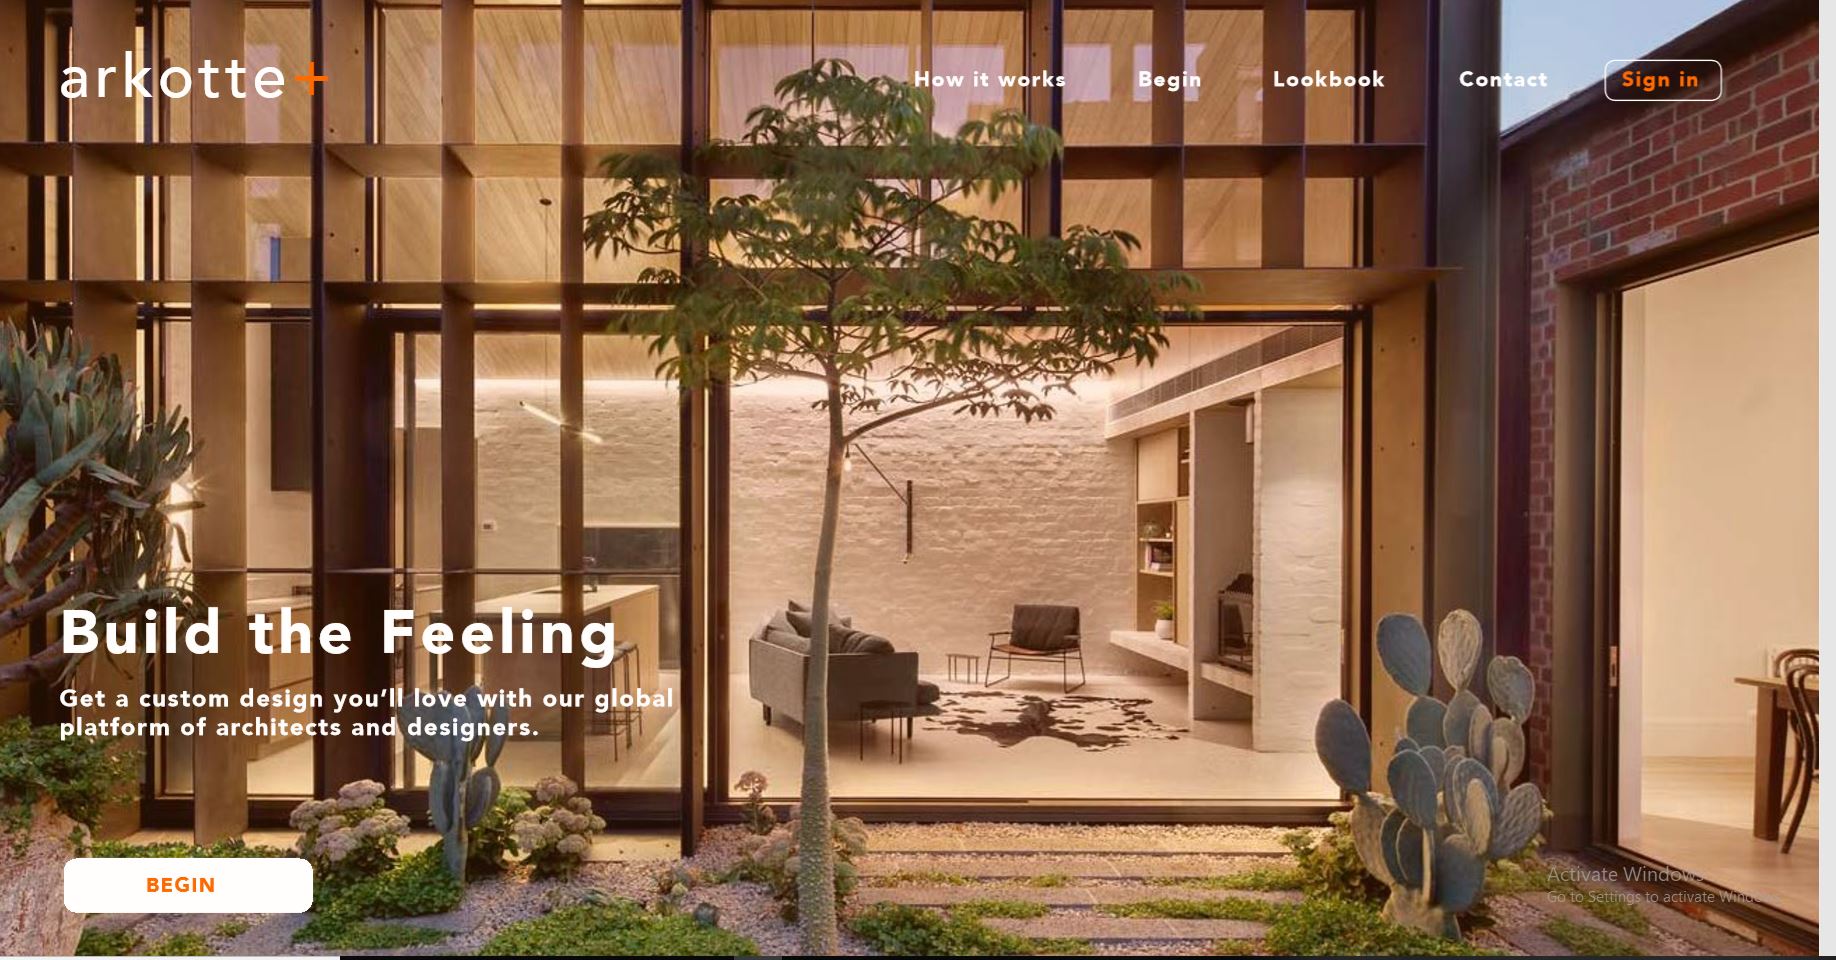 arkotte+
How it works
Begin
Lookbook
Contact
Sign in
Build the Feeling
Get a custom design you’ll love with our global
platform of architects and designers.
BEGIN
Activate Windows
Go to Settings to activate Windows.